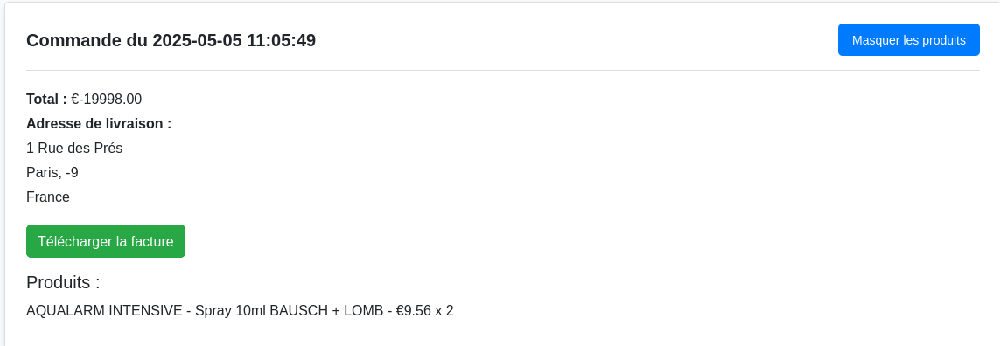 Commande du 2025-05-05 11:05:49
Masquer les produits
Total : €-19998.00
Adresse de livraison :
1 Rue des Prés
Paris, -9
France
Télécharger la facture
Produits :
AQUALARM INTENSIVE - Spray 10ml BAUSCH + LOMB - €9.56 x 2